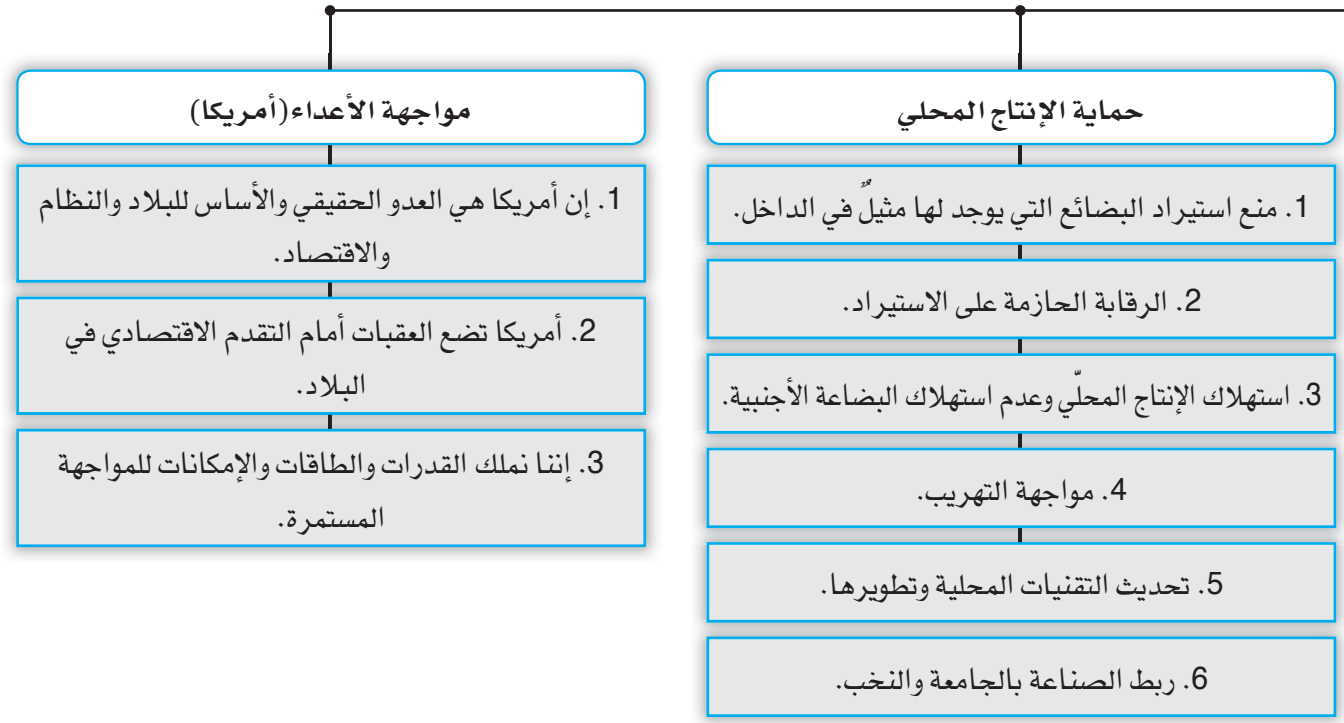 حماية الإنتاج المحلي
1. منع استيراد البضائع التي يوجد لها مثيلٌ في الداخل.
2. الرقابة الحازمة على الاستيراد.
3. استهلاك الإنتاج المحلّي وعدم استهلاك البضاعة الأجنبية.
4. مواجهة التهريب.
5. تحديث التقنيات المحلية وتطويرها.
6. ربط الصناعة بالجامعة والنخب.
مواجهة الأعداء(أمريكا)
1. إن أمريكا هي العدو الحقيقي والأساس للبلاد والنظام
والاقتصاد.
2. أمريكا تضع العقبات أمام التقدم الاقتصادي في
البلاد.
3. إننا نملك القدرات والطاقات والإمكانات للمواجهة
المستمرة.